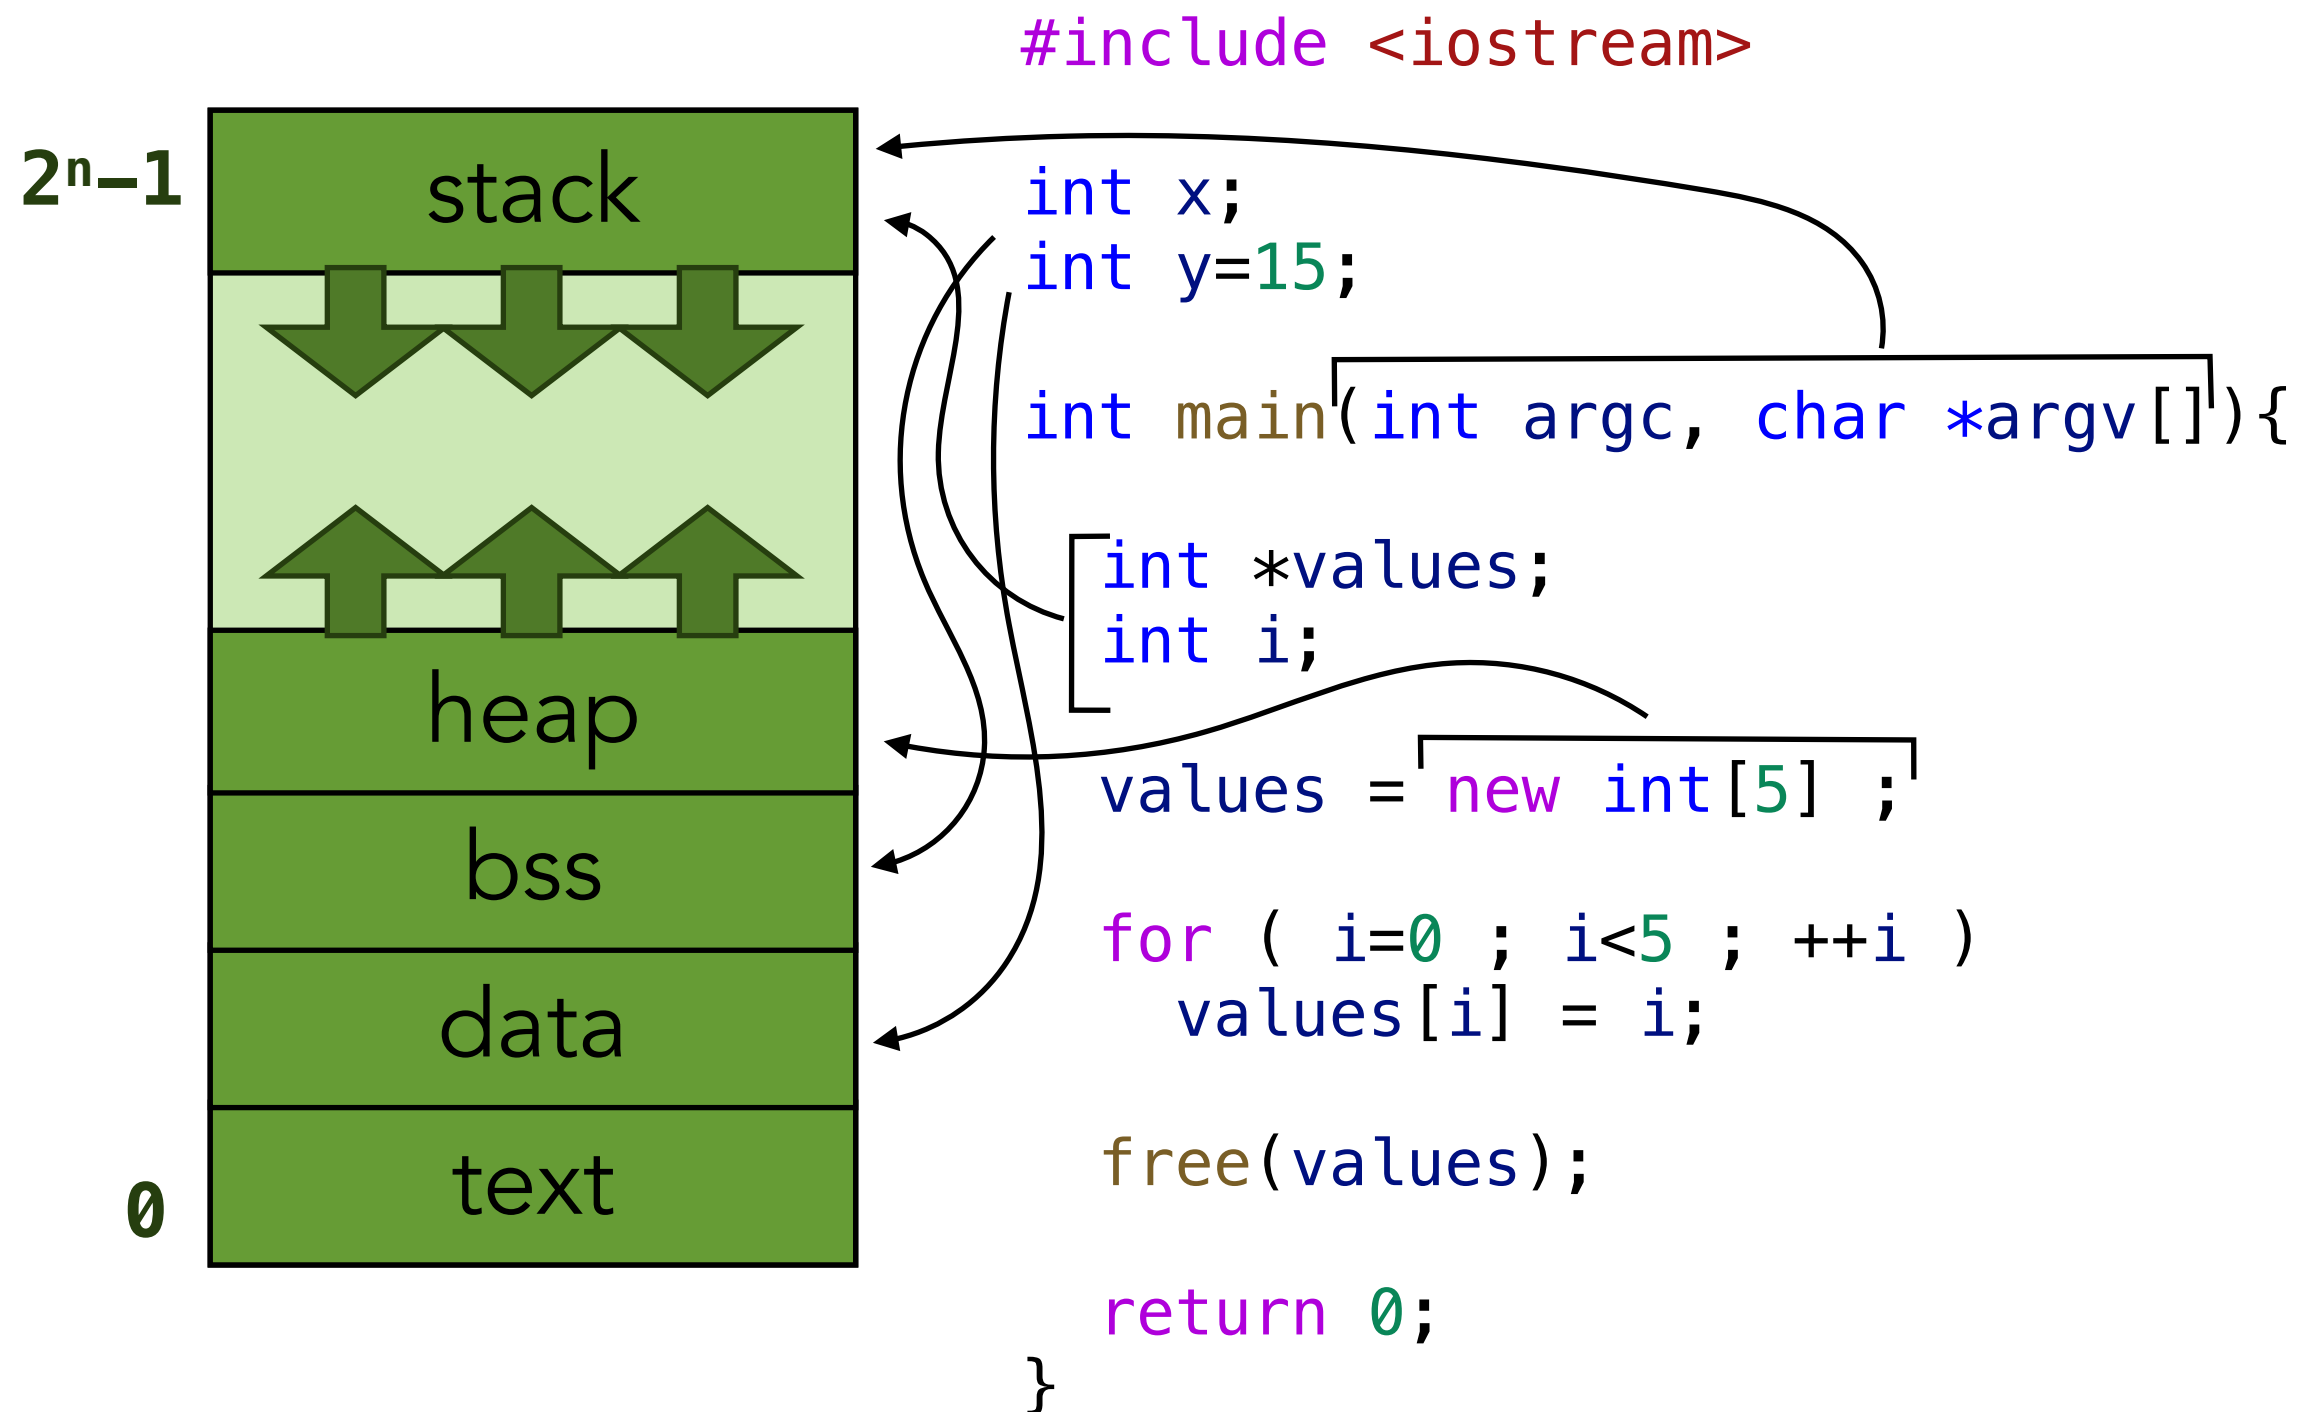 2ⁿ–1
stack
heap
bss
data
text
0
#include <iostream>
int x;
int y=15;
int main(int argc, char *argv[]){
int *values;
int i;
values = new int[5] ;
for ( i=0 ; i<5 ; ++i )
values[i] = i;
free(values);
return 0;
}